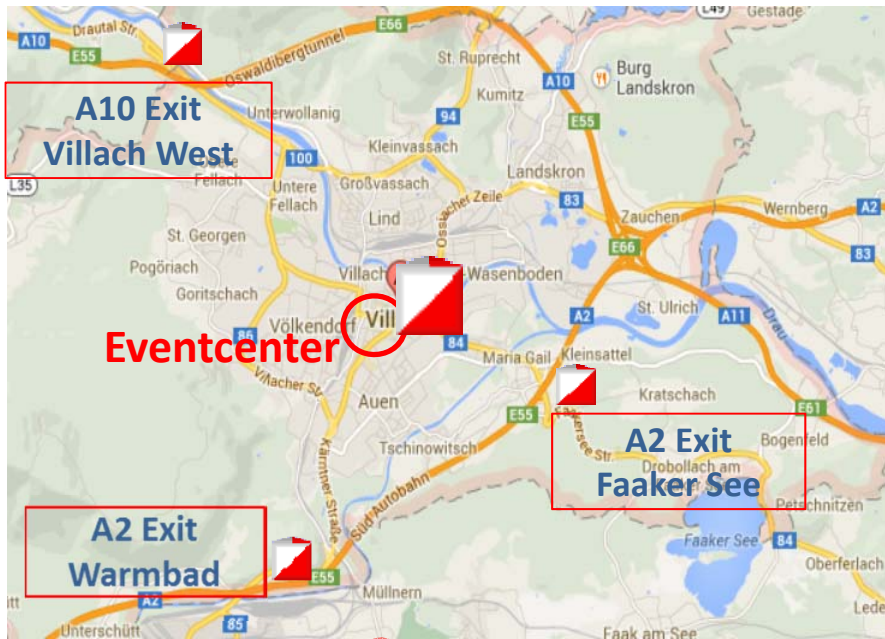 L49
Gestade
Drautal Str.
E66
A10
E55
Oswaldibergtunnel
St. Ruprecht
A10
Burg
Landskron
Kumitz
A10 Exit
Villach West
Unterwollanig
94
E55
Kleinvassach
100
Landskron
L35
Fellach
Untere
Fellach
Großvassach
83
Lind
Ossiacher Zeile
Zauchen
Wernberg
A2
St. Georgen
E66
83
Pogöriach
Villach
Wasenboden
Goritschach
St. Ulrich
A2
A11
Drau
86
Völkendorf
Vill
Eventcenter
84
Maria Gail
Kleinsattel
Villacher Str.
Auen
Kratschach
E55
E61
Faakersee Str.
A2 Exit
Faaker See
Bogenfeld
Tschinowitsch
Drobollach am
Kärntner Straße
Süd Autobahn
Petschnitzen
A2 Exit
Warmbad
Faaker See
84
E55
Oberferlach
A2
Müllnern
Lede
85
Unterschütt
Faak am See